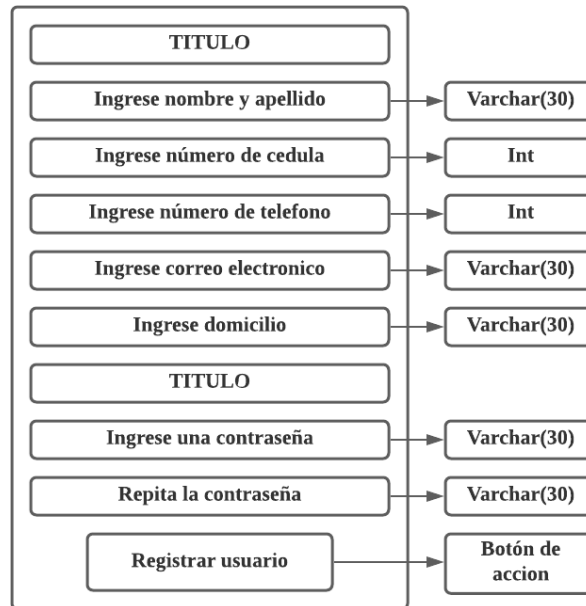 TITULO
Ingrese nombre y apellido
Varchar(30)
Ingrese número de cedula
Int
Ingrese número de telefono
Int
Ingrese correo electronico
Varchar(30)
Ingrese domicilio
Varchar(30)
TITULO
Ingrese una contraseña
Varchar(30)
Repita la contraseña
Varchar(30)
Registrar usuario
Botón de
accion